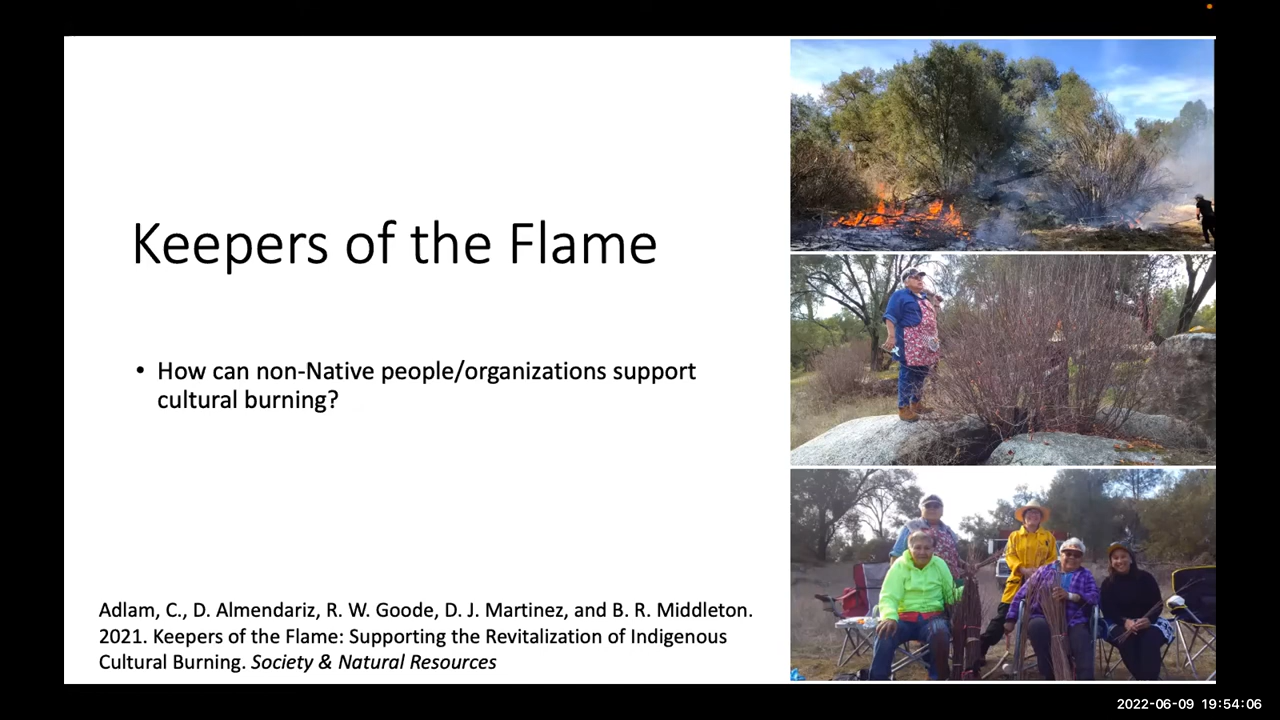 Keepers of the Flame
• How can non-Native people/organizations support
cultural burning?
Adlam, C., D. Almendariz, R. W. Goode, D. J. Martinez, and B. R. Middleton.
2021. Keepers of the Flame: Supporting the Revitalization of Indigenous
Cultural Burning. Society & Natural Resources
2022-06-09 19:54:06